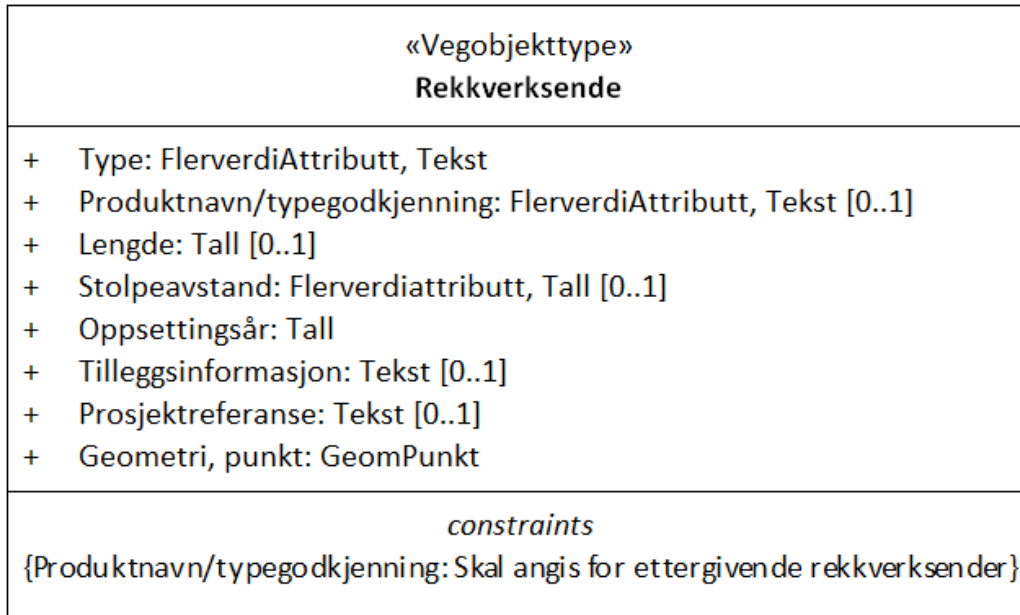 «Vegobjekttype»
Rekkverksende
+ Type: FlerverdiAttributt, Tekst
+ Produktnavn/typegodkjenning: FlerverdiAttributt, Tekst [0..1]
+ Lengde: Tall [0..1]
+ Stolpeavstand: Flerverdiattributt, Tall [0..1]
+ Oppsettingsår: Tall
+ Tilleggsinformasjon: Tekst [0..1]
+ Prosjektreferanse: Tekst [0..1]
+ Geometri, punkt: GeomPunkt
constraints
{Produktnavn/typegodkjenning: Skal angis for ettergivende rekkverksender}